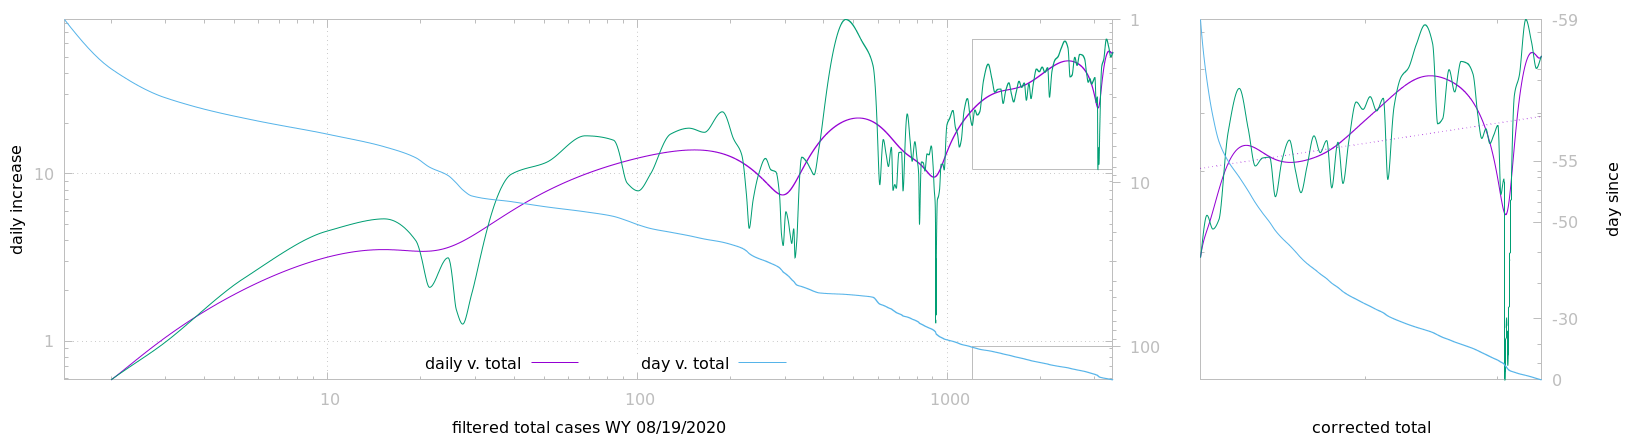 daily increase
10
1
daily v. total
day v. total
10
100
1000
filtered total cases WY 08/19/2020
1
10
100
-59
-55
-50
-30
0
day since
corrected total